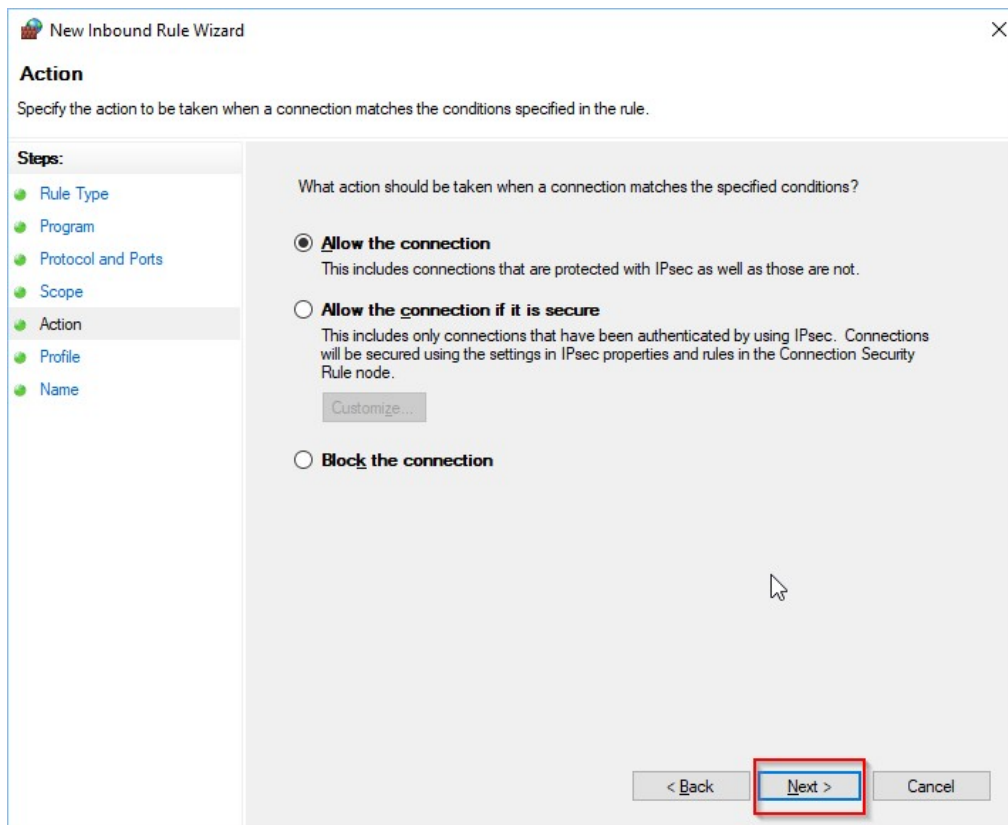 New Inbound Rule Wizard
Action
Specify the action to be taken when a connection matches the conditions specified in the rule.
Steps:
Rule Type
Program
Protocol and Ports
Scope
Action
Profile
Name
What action should be taken when a connection matches the specified conditions?
Allow the connection
This includes connections that are protected with IPsec as well as those are not.
Allow the connection if it is secure
This includes only connections that have been authenticated by using IPsec. Connections
will be secured using the settings in IPsec properties and rules in the Connection Security
Rule node.
Customize...
Block the connection
< Back
Next >
Cancel